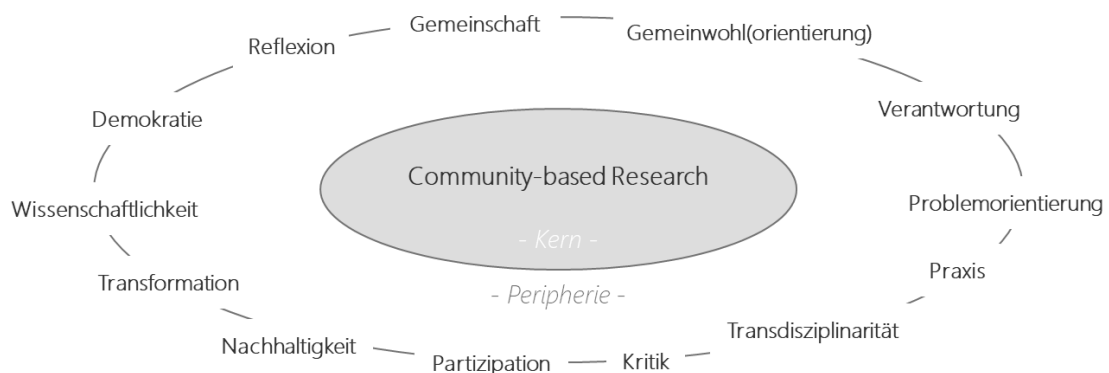 Gemeinschaft
Gemeinwohl(orientierung)
Reflexion
Verantwortung
Demokratie
Community-based Research
Wissenschaftlichkeit
Problemorientierung
- Kern -
Praxis
Transformation
- Peripherie -
Transdisziplinarität
Nachhaltigkeit
Partizipation
Kritik